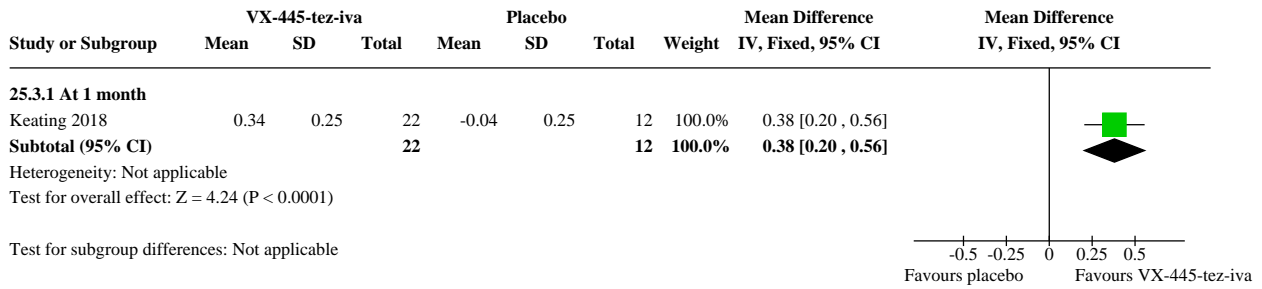 VX-445-tez-iva Placebo Mean Difference Mean Difference
Study or Subgroup Mean SD Total Mean SD Total Weight IV, Fixed, 95% CI IV, Fixed, 95% CI
25.3.1 At 1 month
Keating 2018 0.34 0.25 22 -0.04 0.25 12 100.0% 0.38 [0.20 , 0.56]
Subtotal (95% CI) 22 12 100.0% 0.38 [0.20 , 0.56]
Heterogeneity: Not applicable
Test for overall effect: Z = 4.24 (P < 0.0001)
Test for subgroup differences: Not applicable
-0.5 -0.25 0 0.25 0.5
Favours placebo Favours VX-445-tez-iva